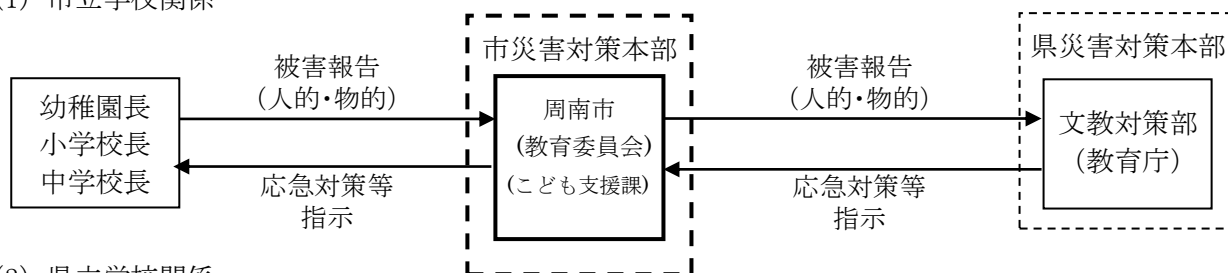 (1) 市立学校関係
市災害対策本部
県災害対策本部
幼稚園長
小学校長
中学校長
被害報告
(人的・物的)
応急対策等
指示
周南市
(教育委員会)
(こども支援課)
被害報告
(人的・物的)
応急対策等
指示
文教対策部
(教育庁)
(2) 県立学校関係